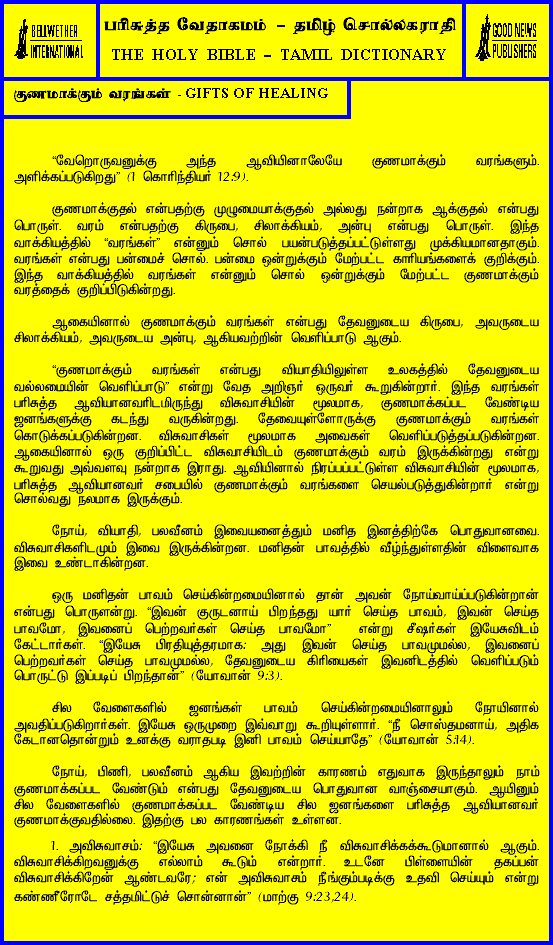 BELLWETHER
INTERNATIONAL
பரிசுத்த வேதாகமம் – தமிழ் சொல்லகராதி
THE HOLY BIBLE – TAMIL DICTIONARY
GOOD NEWS
PUBLISHERS
குணமாக்கும் வரங்கள் - GIFTS OF HEALING
“வேறொருவனுக்கு அந்த ஆவியினாலேயே குணமாக்கும் வரங்களும்.
அளிக்கப்படுகிறது” (1 கொரிந்தியர் 12:9).
குணமாக்குதல் என்பதற்கு முழுமையாக்குதல் அல்லது நன்றாக ஆக்குதல் என்பது
பொருள். வரம் என்பதற்கு கிருபை, சிலாக்கியம், அன்பு என்பது பொருள். இந்த
வாக்கியத்தில் “வரங்கள்” என்னும் சொல் பயன்படுத்தப்பட்டுள்ளது முக்கியமானதாகும்.
வரங்கள் என்பது பன்மைச் சொல். பன்மை ஒன்றுக்கும் மேற்பட்ட காரியங்களைக் குறிக்கும்.
இந்த வாக்கியத்தில் வரங்கள் என்னும் சொல் ஒன்றுக்கும் மேற்பட்ட குணமாக்கும்
வரத்தைக் குறிப்பிடுகின்றது.
ஆகையினால் குணமாக்கும் வரங்கள் என்பது தேவனுடைய கிருபை, அவருடைய
சிலாக்கியம், அவருடைய அன்பு, ஆகியவற்றின் வெளிப்பாடு ஆகும்.
“குணமாக்கும் வரங்கள் என்பது வியாதியிலுள்ள உலகத்தில் தேவனுடைய
வல்லமையின் வெளிப்பாடு” என்று வேத அறிஞர் ஒருவர் கூறுகின்றார். இந்த வரங்கள்
பரிசுத்த ஆவியானவரிடமிருந்து விசுவாசியின் மூலமாக, குணமாக்கப்பட வேண்டிய
ஜனங்களுக்கு கடந்து வருகின்றது. தேவையுள்ளோருக்கு குணமாக்கும் வரங்கள்
கொடுக்கப்படுகின்றன. விசுவாசிகள் மூலமாக அவைகள் வெளிப்படுத்தப்படுகின்றன.
ஆகையினால் ஒரு குறிப்பிட்ட விசுவாசியிடம் குணமாக்கும் வரம் இருக்கின்றது என்று
கூறுவது அவ்வளவு நன்றாக இராது. ஆவியினால் நிரப்பப்பட்டுள்ள விசுவாசியின் மூலமாக,
பரிசுத்த ஆவியானவர் சபையில் குணமாக்கும் வரங்களை செயல்படுத்துகின்றார் என்று
சொல்வது நலமாக இருக்கும்.
நோய், வியாதி, பலவீனம் இவையனைத்தும் மனித இனத்திற்கே பொதுவானவை.
விசுவாசிகளிடமும் இவை இருக்கின்றன. மனிதன் பாவத்தில் வீழ்ந்துள்ளதின் விளைவாக
இவை உண்டாகின்றன.
ஒரு மனிதன் பாவம் செய்கின்றமையினால் தான் அவன் நோய்வாய்ப்படுகின்றான்
என்பது பொருளன்று. “இவன் குருடனாய் பிறந்தது யார் செய்த பாவம், இவன் செய்த
பாவமோ, இவனைப் பெற்றவர்கள் செய்த பாவமோ” என்று சீஷர்கள் இயேசுவிடம்
கேட்டார்கள். “இயேசு பிரதியுத்தரமாக: அது இவன் செய்த பாவமுமல்ல, இவனைப்
பெற்றவர்கள் செய்த பாவமுமல்ல, தேவனுடைய கிரியைகள் இவனிடத்தில் வெளிப்படும்
பொருட்டு இப்படிப் பிறந்தான்” (யோவான் 9:3).
சில வேளைகளில் ஜனங்கள் பாவம் செய்கின்றமையினாலும் நோயினால்
அவதிப்படுகிறார்கள். இயேசு ஒருமுறை இவ்வாறு கூறியுள்ளார். “நீ சொஸ்தமனாய், அதிக
கேடானதொன்றும் உனக்கு வராதபடி இனி பாவம் செய்யாதே” (யோவான் 5:14).
நோய், பிணி, பலவீனம் ஆகிய இவற்றின் காரணம் எதுவாக இருந்தாலும் நாம்
குணமாக்கப்பட வேண்டும் என்பது தேவனுடைய பொதுவான வாஞ்சையாகும். ஆயினும்
சில வேளைகளில் குணமாக்கப்பட வேண்டிய சில ஜனங்களை பரிசுத்த ஆவியானவர்
குணமாக்குவதில்லை. இதற்கு பல காரணங்கள் உள்ளன.
1. அவிசுவாசம்: “இயேசு அவனை நோக்கி நீ விசுவாசிக்கக்கூடுமானால் ஆகும்.
விசுவாசிக்கிறவனுக்கு எல்லாம் கூடும் என்றார். உடனே பிள்ளையின் தகப்பன்
விசுவாசிக்கிறேன் ஆண்டவரே; என் அவிசுவாசம் நீங்கும்படிக்கு உதவி செய்யும் என்று
கண்ணீரோடே சத்தமிட்டுச் சொன்னான்” (மாற்கு 9:23,24).